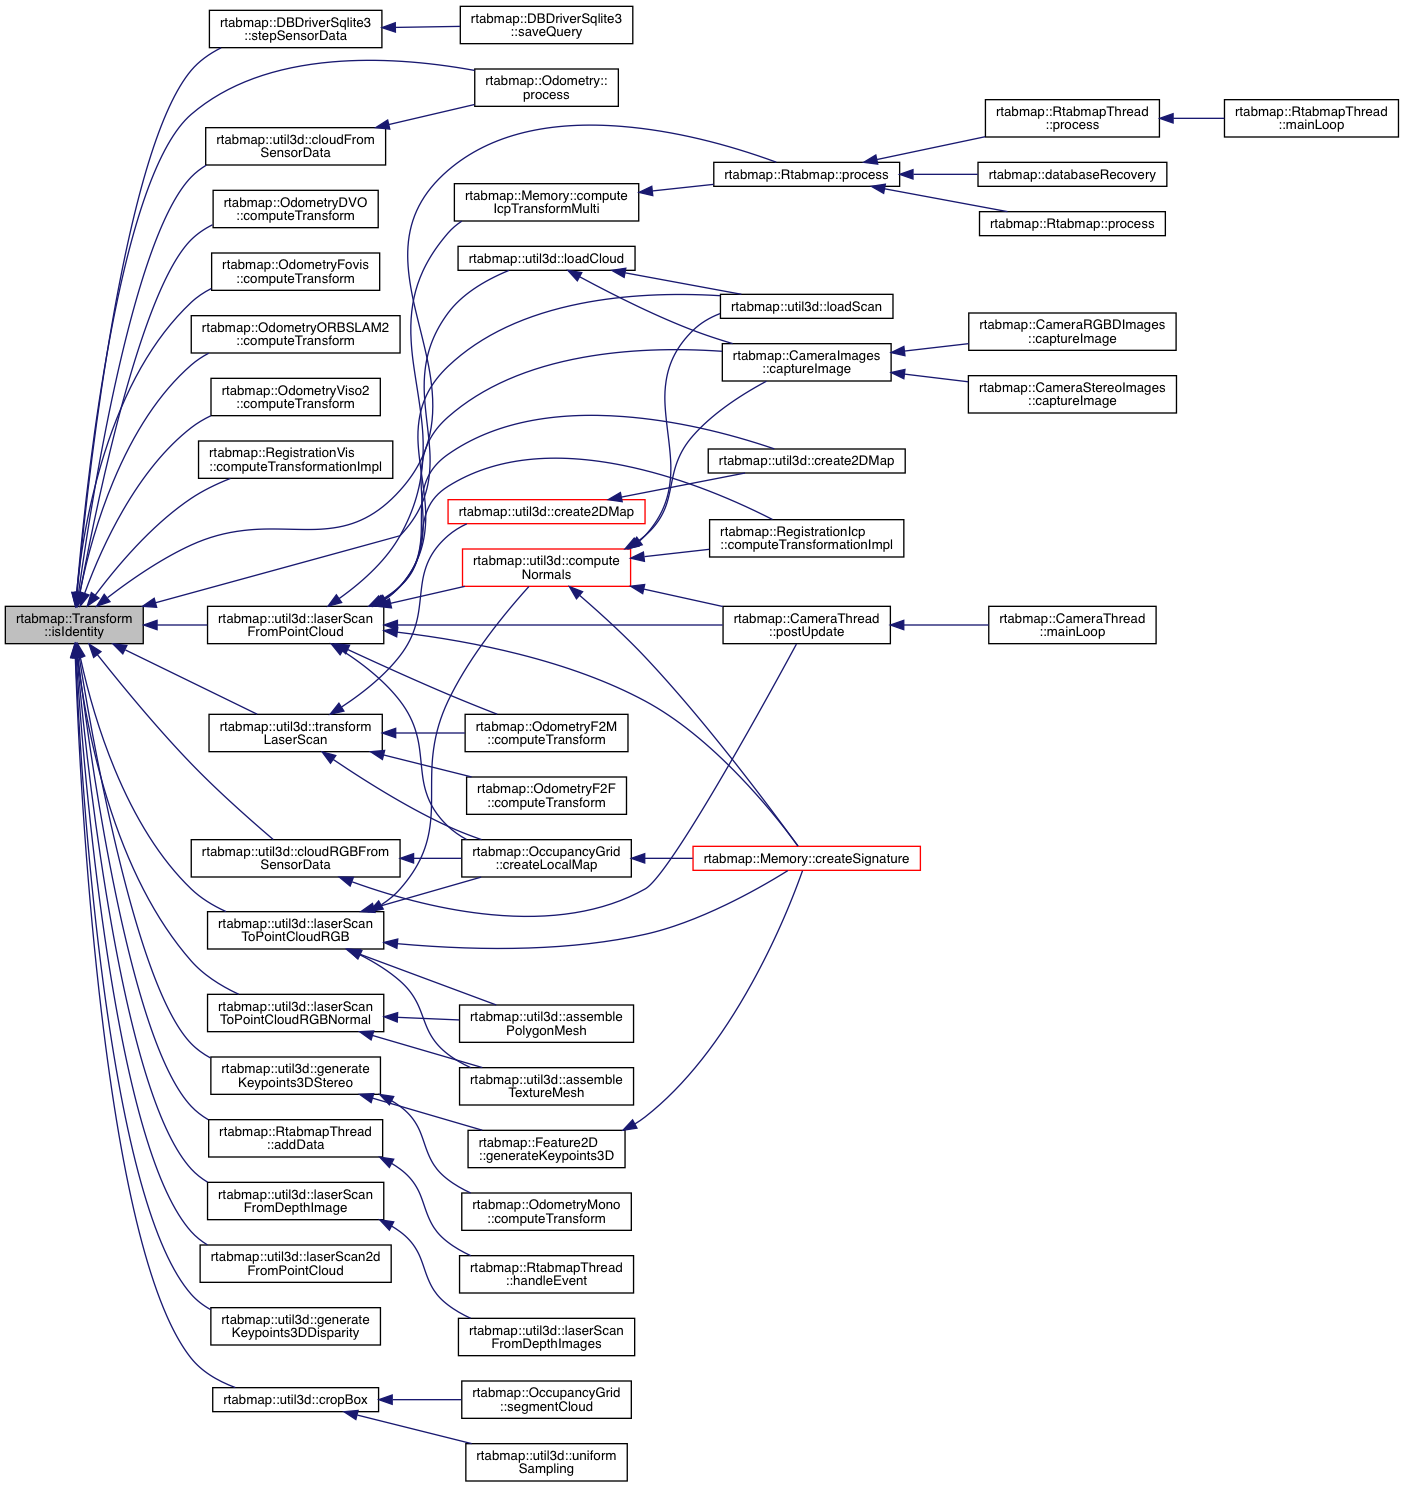 rtabmap::Transform
::isIdentity
rtabmap::DBDriverSqlite3
::stepSensorData
rtabmap::DBDriverSqlite3
::saveQuery
rtabmap::Odometry::
process
rtabmap::util3d::cloudFrom
SensorData
rtabmap::OdometryDVO
::computeTransform
rtabmap::OdometryFovis
::computeTransform
rtabmap::OdometryORBSLAM2
::computeTransform
rtabmap::OdometryViso2
::computeTransform
rtabmap::RegistrationVis
::computeTransformationImpl
rtabmap::Memory::compute
IcpTransformMulti
rtabmap::Rtabmap::process
rtabmap::RtabmapThread
::process
rtabmap::RtabmapThread
::mainLoop
rtabmap::databaseRecovery
rtabmap::Rtabmap::process
rtabmap::util3d::loadCloud
rtabmap::util3d::loadScan
rtabmap::CameraImages
::captureImage
rtabmap::CameraRGBDImages
::captureImage
rtabmap::CameraStereoImages
::captureImage
rtabmap::util3d::create2DMap
rtabmap::util3d::create2DMap
rtabmap::RegistrationIcp
::computeTransformationImpl
rtabmap::util3d::compute
Normals
rtabmap::util3d::laserScan
FromPointCloud
rtabmap::CameraThread
::postUpdate
rtabmap::CameraThread
::mainLoop
rtabmap::util3d::transform
LaserScan
rtabmap::OdometryF2M
::computeTransform
rtabmap::OdometryF2F
::computeTransform
rtabmap::util3d::cloudRGBFrom
SensorData
rtabmap::OccupancyGrid
::createLocalMap
rtabmap::Memory::createSignature
rtabmap::util3d::laserScan
ToPointCloudRGB
rtabmap::util3d::laserScan
ToPointCloudRGBNormal
rtabmap::util3d::assemble
PolygonMesh
rtabmap::util3d::assemble
TextureMesh
rtabmap::util3d::generate
Keypoints3DStereo
rtabmap::Feature2D
::generateKeypoints3D
rtabmap::RtabmapThread
::addData
rtabmap::OdometryMono
::computeTransform
rtabmap::util3d::laserScan
FromDepthImage
rtabmap::RtabmapThread
::handleEvent
rtabmap::util3d::laserScan2d
FromPointCloud
rtabmap::util3d::laserScan
FromDepthImages
rtabmap::util3d::generate
Keypoints3DDisparity
rtabmap::util3d::cropBox
rtabmap::OccupancyGrid
::segmentCloud
rtabmap::util3d::uniform
Sampling